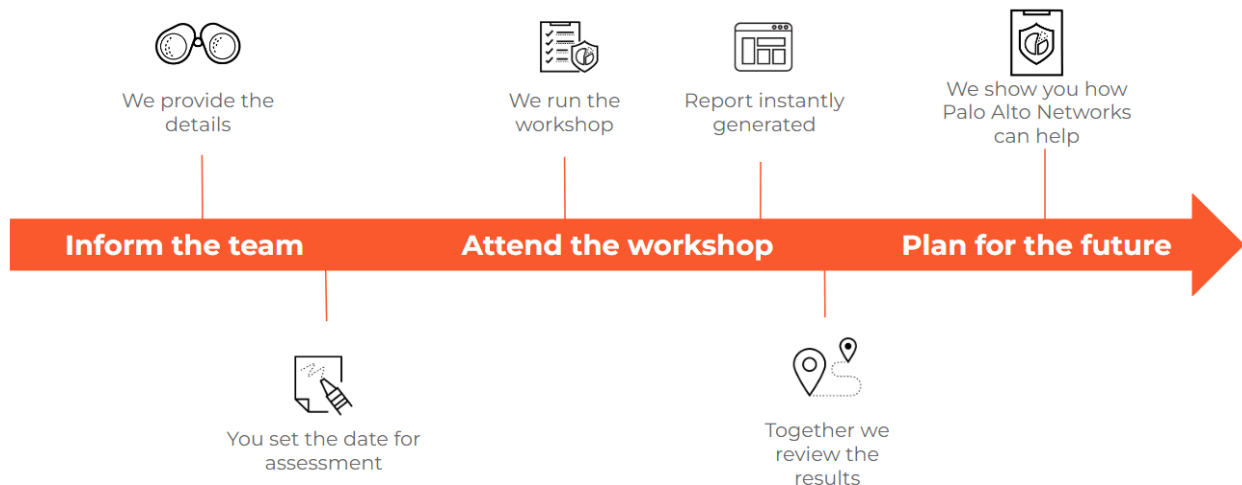 We provide the
details
We run the
workshop
Report instantly
generated
We show you how
Palo Alto Networks
can help
Inform the team
Attend the workshop
Plan for the future
You set the date for
assessment
Together we
review the
results